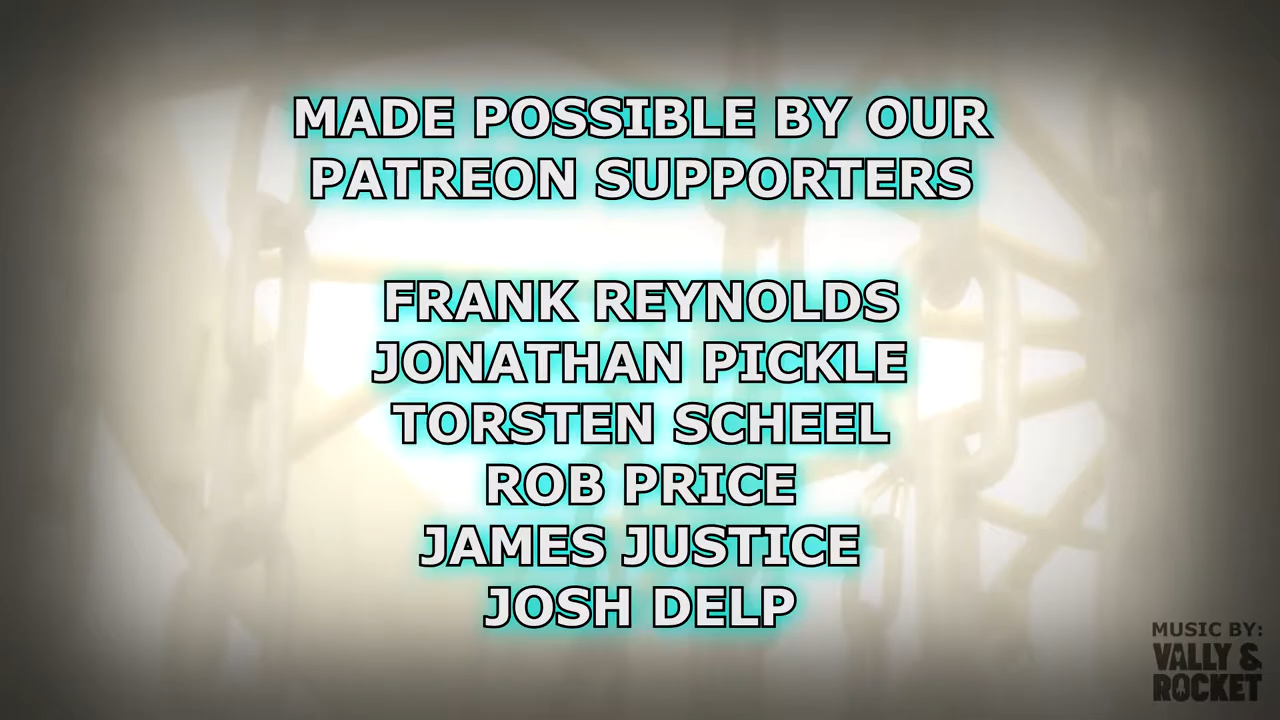 MADE POSSIBLE BY OUR
PATREON SUPPORTERS
FRANK REYNOLDS
JONATHAN PICKLE
TORSTEN SCHEEL
ROB PRICE
JAMES JUSTICE
JOSH DELP
MUSIC BY:
VALLY &
ROCKET